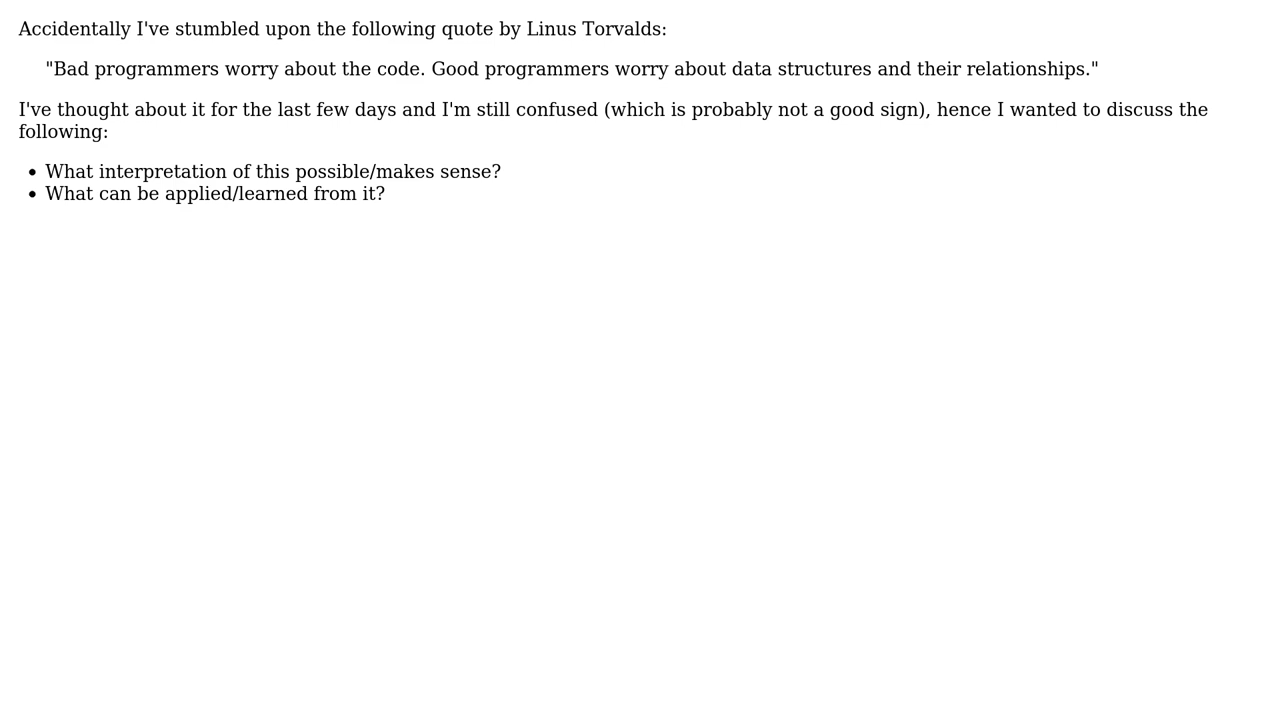 Accidentally I've stumbled upon the following quote by Linus Torvalds:
"Bad programmers worry about the code. Good programmers worry about data structures and their relationships."
I've thought about it for the last few days and I'm still confused (which is probably not a good sign), hence I wanted to discuss the
following:
• What interpretation of this possible/makes sense?
• What can be applied/learned from it?